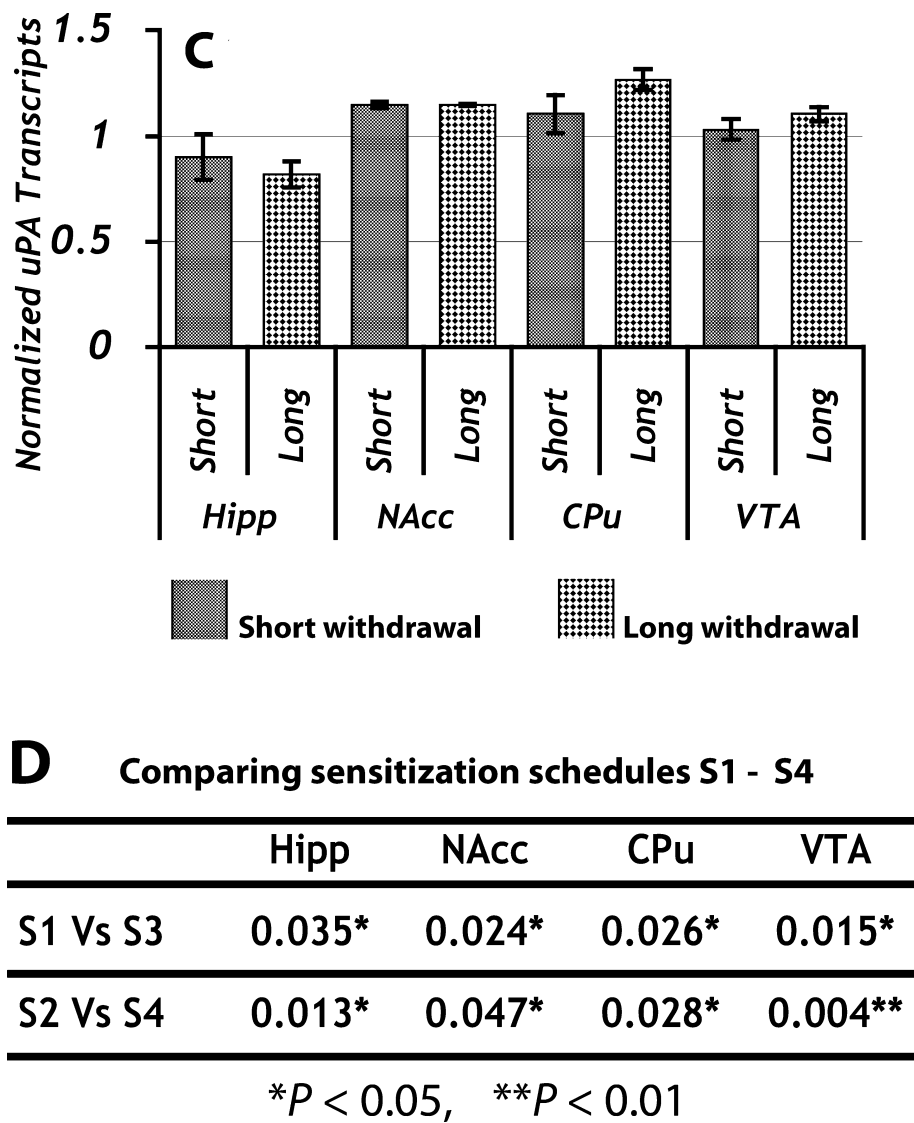 C
Normalized uPA Transcripts
1.5
1
0.5
0
Short Long Short Long Short Long Short Long
Hipp NAcc CPu VTA
Short withdrawal Long withdrawal
D Comparing sensitization schedules S1 - S4
Hipp NAcc CPu VTA
S1 Vs S3 0.035* 0.024* 0.026* 0.015*
S2 Vs S4 0.013* 0.047* 0.028* 0.004**
*P < 0.05, **P < 0.01